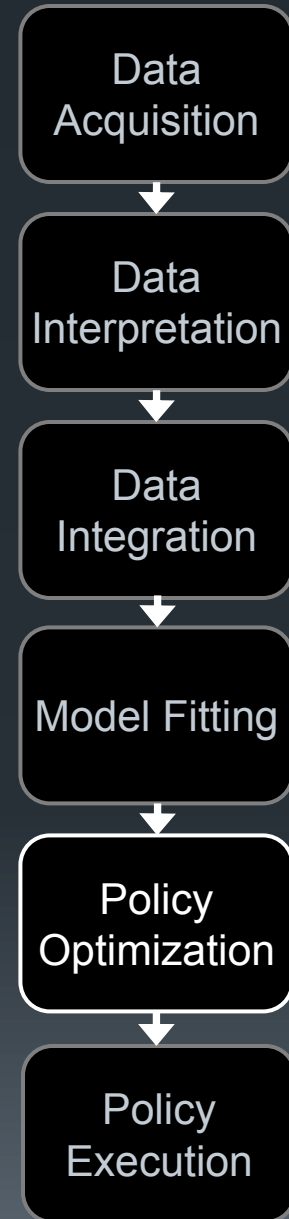 Data
Acquisition
Data
Interpretation
Data
Integration
Model Fitting
Policy
Optimization
Policy
Execution